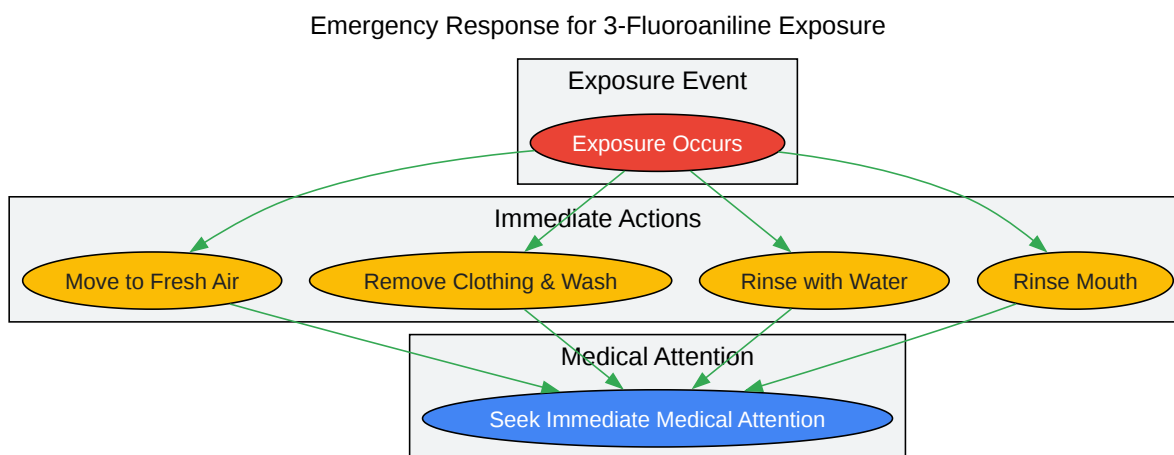 Emergency Response for 3-Fluoroaniline Exposure
Exposure Event
Exposure Occurs
Immediate Actions
Move to Fresh Air
Remove Clothing & Wash
Rinse with Water
Rinse Mouth
Medical Attention
Seek Immediate Medical Attention